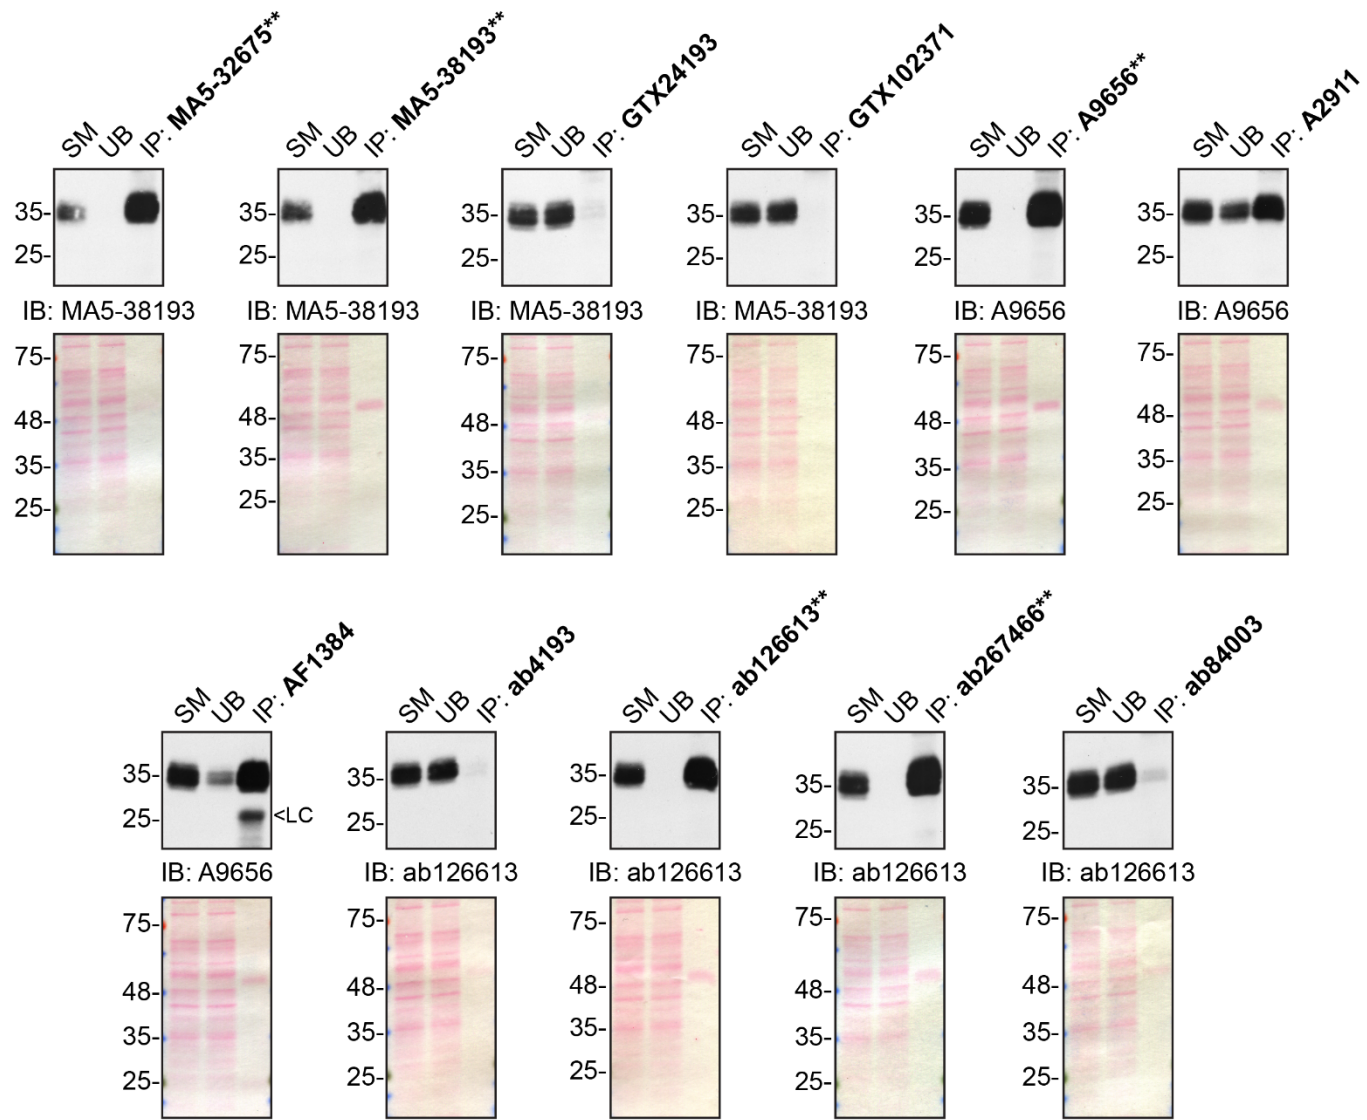 SM UB IP: MA5-32675**
SM UB IP: MA5-38193**
SM UB IP: GTX24193
SM UB IP: GTX102371
SM UB IP: A9656**
SM UB IP: A2911
35-
25-
35-
25-
35-
25-
35-
25-
35-
25-
35-
25-
IB: MA5-38193
IB: MA5-38193
IB: MA5-38193
IB: MA5-38193
IB: A9656
IB: A9656
75-
48-
35-
25-
75-
48-
35-
25-
75-
48-
35-
25-
75-
48-
35-
25-
75-
48-
35-
25-
75-
48-
35-
25-
SM UB IP: AF1384
SM UB IP: ab4193
SM UB IP: ab126613**
SM UB IP: ab267466**
SM UB IP: ab84003
35-
25-
<LC
35-
25-
35-
25-
35-
25-
35-
25-
IB: A9656
IB: ab126613
IB: ab126613
IB: ab126613
IB: ab126613
75-
48-
35-
25-
75-
48-
35-
25-
75-
48-
35-
25-
75-
48-
35-
25-
75-
48-
35-
25-